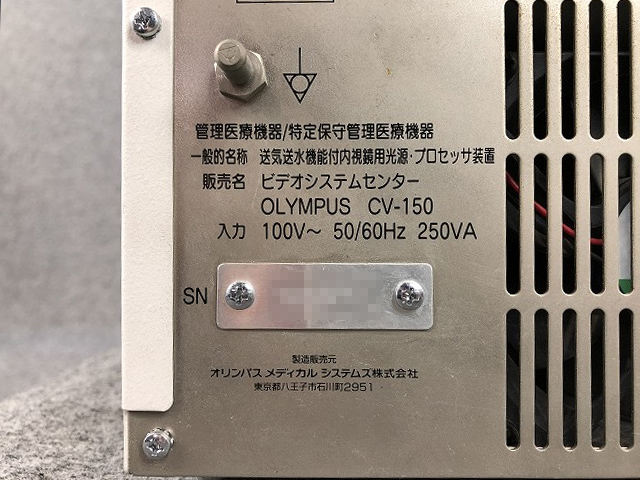 管理医療機器/特定保守管理医療機器
一般的名称 送気送水機能付内視鏡用光源・プロセッサ装置
販売名 ビデオシステムセンター
OLYMPUS CV-150
入力 100V～ 50/60Hz 250VA
SN
製造販売元
オリンパス メディカル システムズ株式会社
東京都八王子市石川町2951